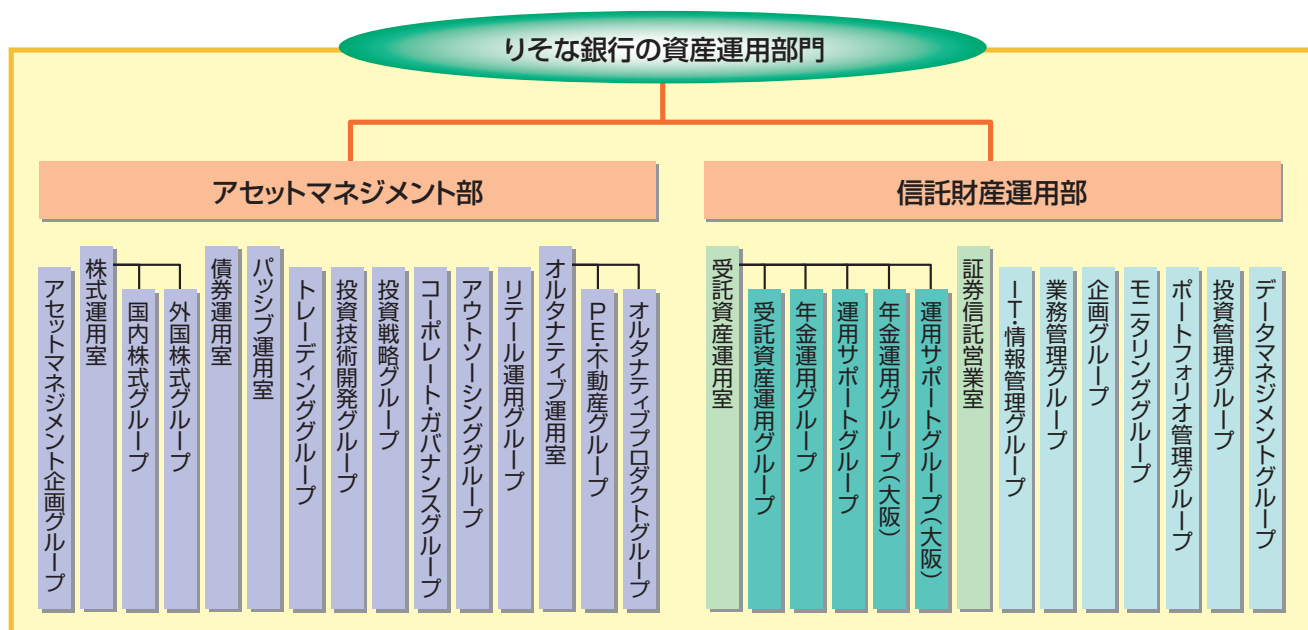 りそな銀行の資産運用部門
アセットマネジメント部
信託財産運用部
アセットマネジメント企画グループ
株式運用室
国内株式グループ
外国株式グループ
債券運用室
パッシブ運用室
トレーディンググループ
投資技術開発グループ
投資戦略グループ
コーポレート・ガバナンスグループ
アウトソーシンググループ
リテール運用グループ
オルタナティブ運用室
PE・不動産グループ
オルタナティブプロダクトグループ
受託資産運用室
受託資産運用グループ
年金運用グループ
運用サポートグループ
年金運用グループ(大阪)
運用サポートグループ(大阪)
証券信託営業室
IT・情報管理グループ
業務管理グループ
企画グループ
モニタリンググループ
ポートフォリオ管理グループ
投資管理グループ
データマネジメントグループ